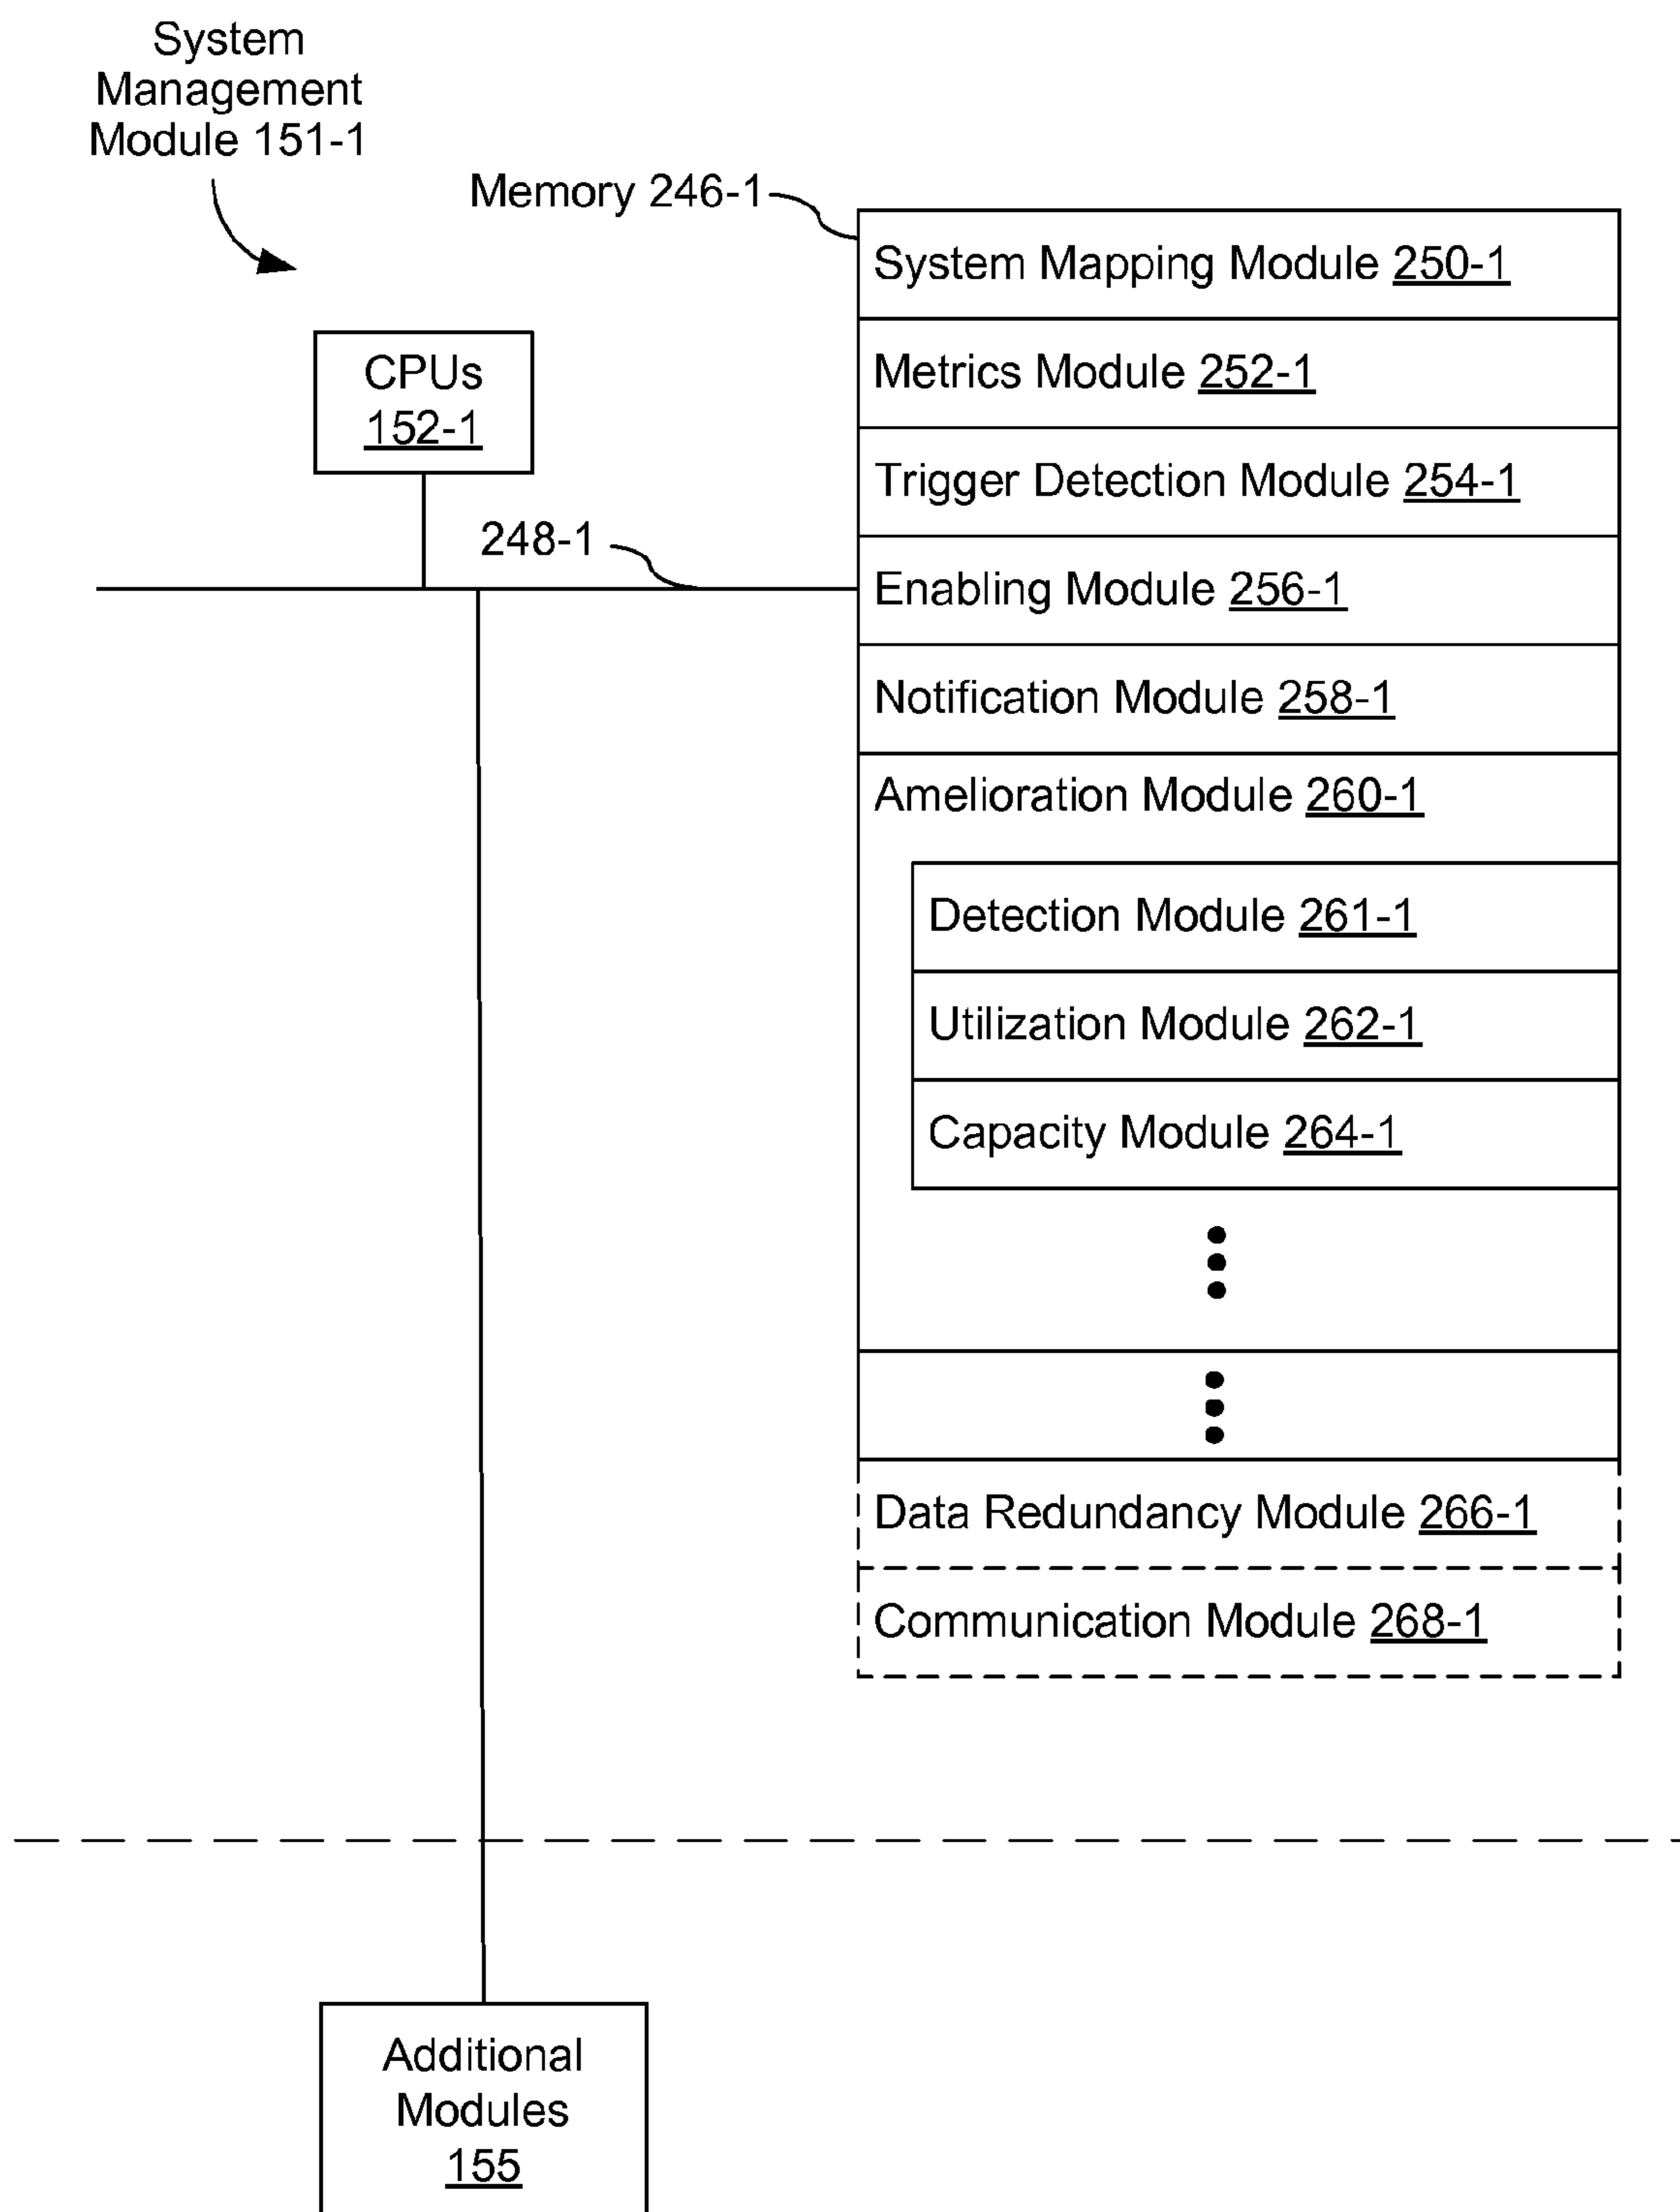 System
Management
Module 151-1
Memory 246-1
System Mapping Module 250-1
CPUs
152-1
Metrics Module 252-1
Trigger Detection Module 254-1
248-1
Enabling Module 256-1
Notification Module 258-1
Amelioration Module 260-1
Detection Module 261-1
Utilization Module 262-1
Capacity Module 264-1
Data Redundancy Module 266-1
Communication Module 268-1
Additional
Modules
155